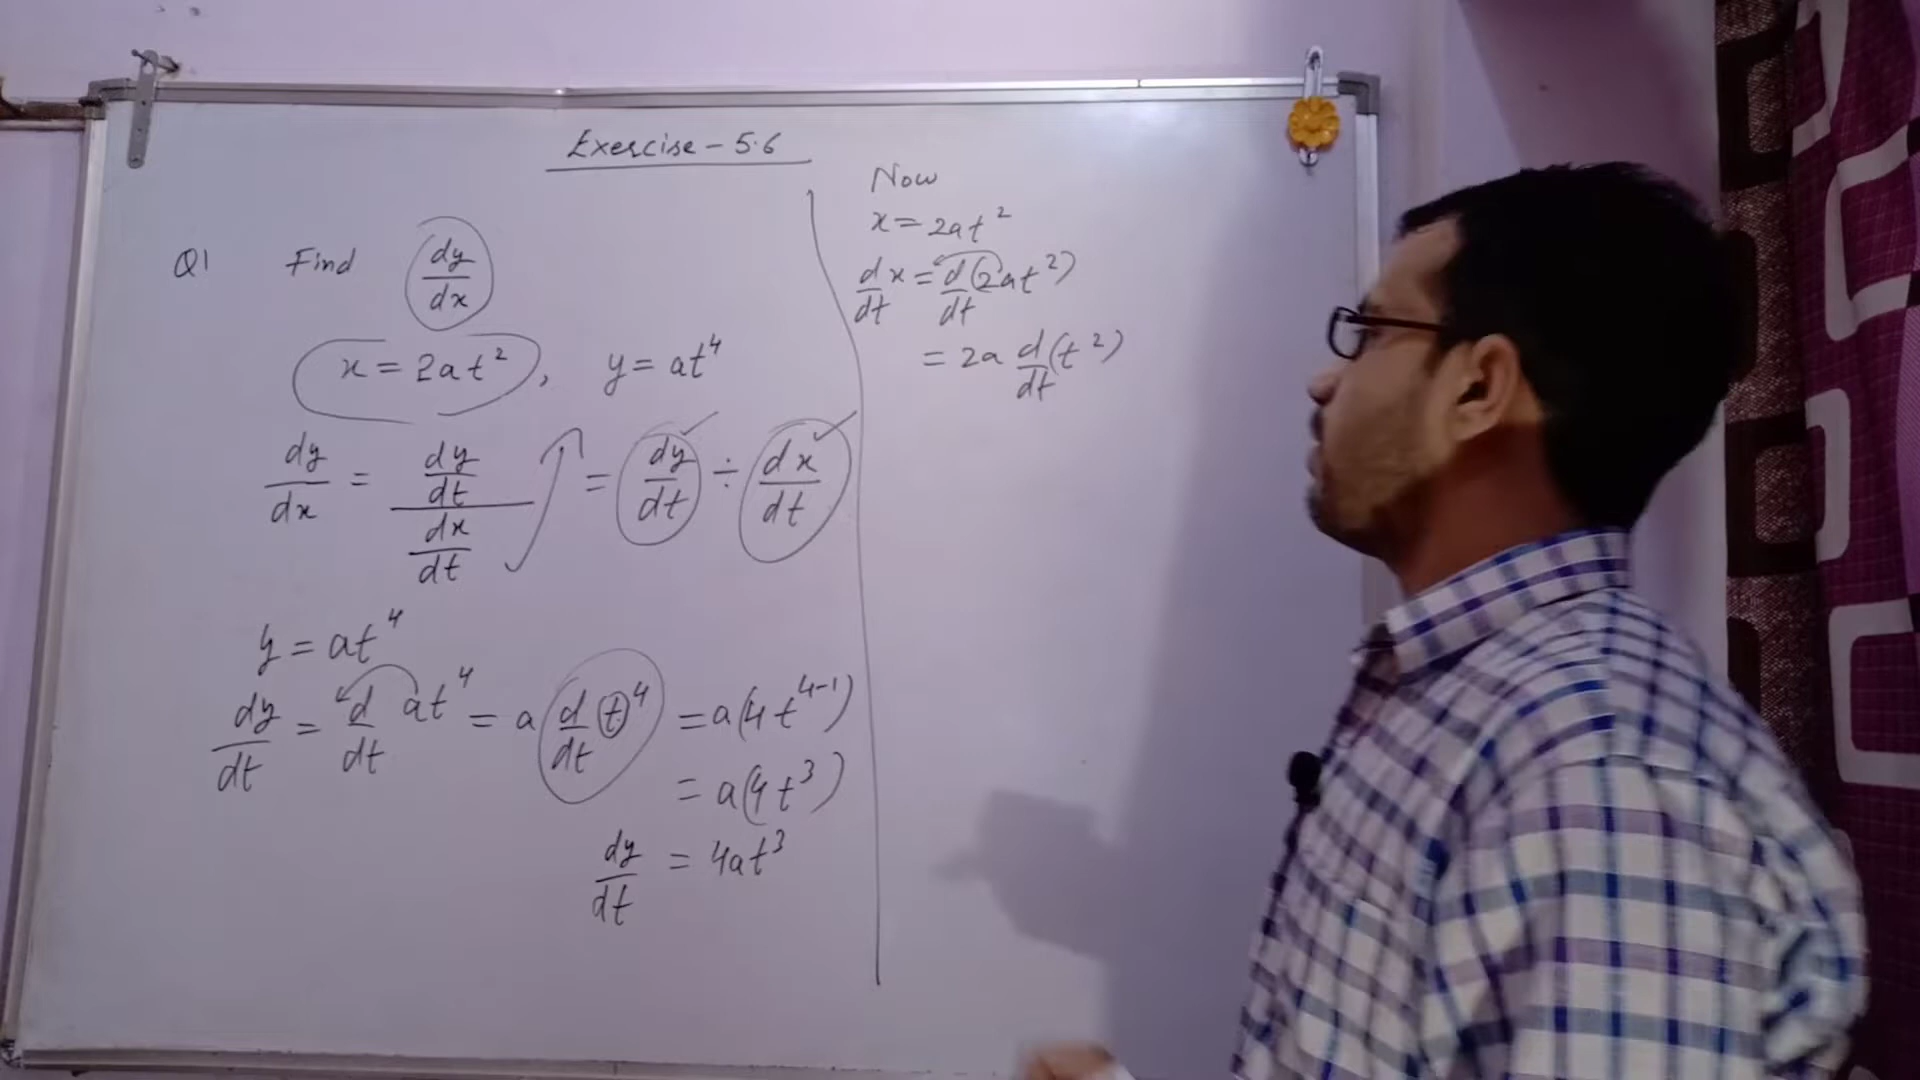 Exercise - 5.6
Q1 Find dy/dx
x = 2at², y = at⁴
dy/dx = (dy/dt)/(dx/dt) = dy/dt ÷ dx/dt
y = at⁴
dy/dt = d/dt at⁴ = a d/dt t⁴ = a(4t⁴⁻¹)
= a(4t³)
dy/dt = 4at³
Now
x = 2at²
d/dt x = d/dt (2at²)
= 2a d/dt (t²)